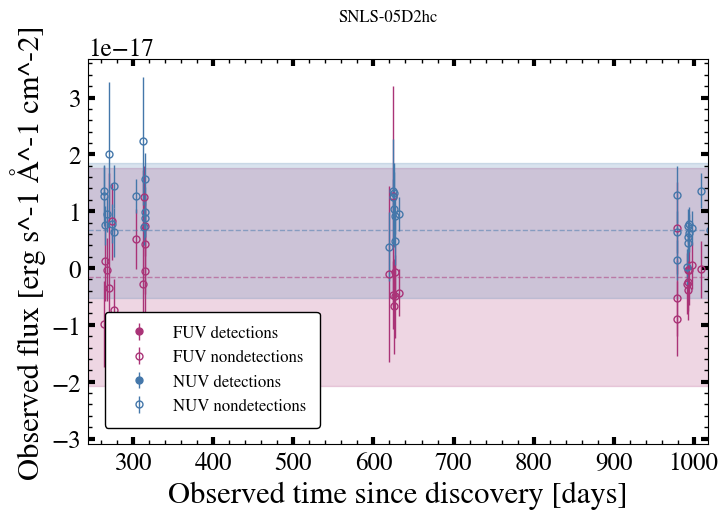 SNLS-05D2hc
1e−17
Observed flux [erg s^-1 Å^-1 cm^-2]
3
2
1
0
−1
−2
−3
FUV detections
FUV nondetections
NUV detections
NUV nondetections
300 400 500 600 700 800 900 1000
Observed time since discovery [days]